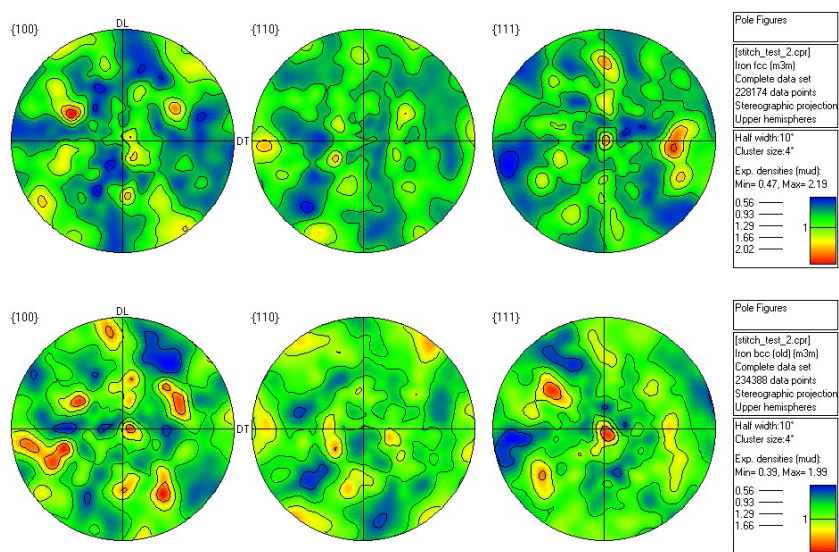 {100}
DL
{110}
{111}
DT
Pole Figures
[stitch_test_2.cpr]
Iron fcc (m3m)
Complete data set
228174 data points
Stereographic projection
Upper hemispheres
Half width:10°
Cluster size:4°
Exp. densities (mud):
Min= 0.47, Max= 2.19
0.56
0.93
1.29
1.66
2.02
1
{100}
DL
{110}
{111}
DT
Pole Figures
[stitch_test_2.cpr]
Iron bcc (old) (m3m)
Complete data set
234388 data points
Stereographic projection
Upper hemispheres
Half width:10°
Cluster size:4°
Exp. densities (mud):
Min= 0.39, Max= 1.99
0.56
0.93
1.29
1.66
1